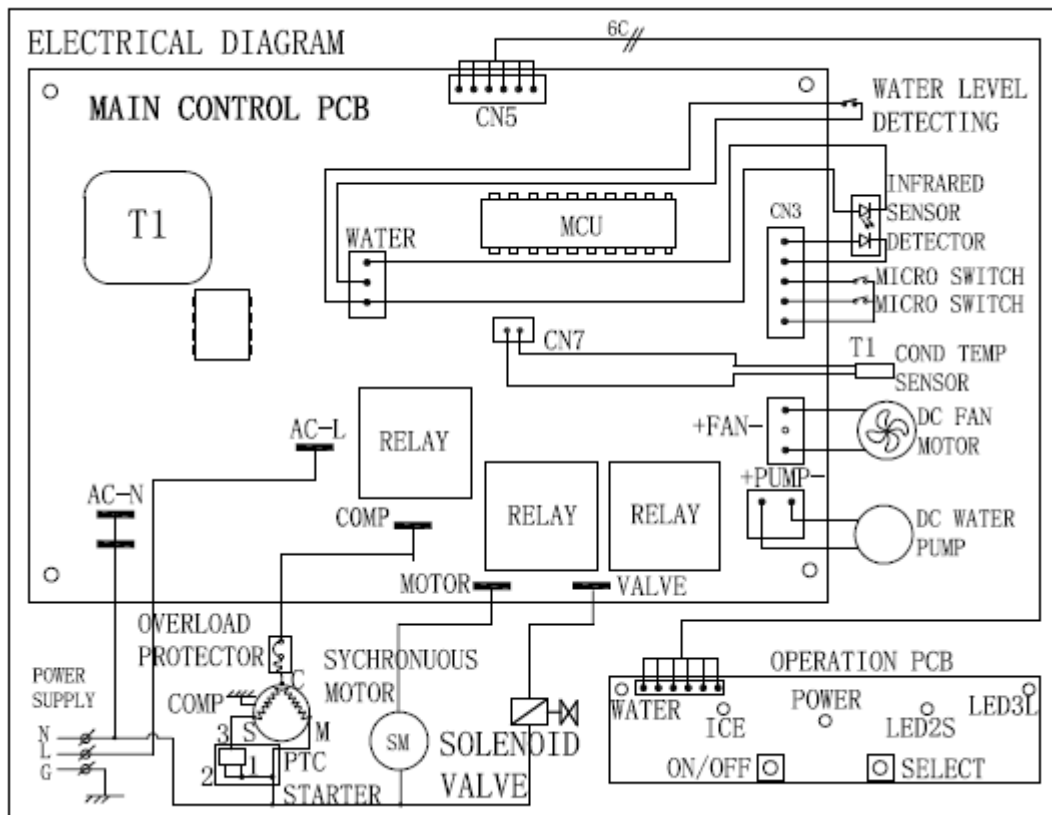 ELECTRICAL DIAGRAM
6C
MAIN CONTROL PCB
CN5
WATER LEVEL
DETECTING
T1
MCU
WATER
CN3
INFRARED
SENSOR
DETECTOR
MICRO SWITCH
MICRO SWITCH
CN7
T1
COND TEMP
SENSOR
AC-L
RELAY
+FAN-
DC FAN
MOTOR
AC-N
COMP
RELAY
RELAY
+PUMP-
DC WATER
PUMP
MOTOR
VALVE
OVERLOAD
PROTECTOR
SYCHRONUOUS
MOTOR
POWER
SUPPLY
COMP
C
S
M
N
L
G
3
2
1
PTC
STARTER
SM
SOLENOID
VALVE
OPERATION PCB
WATER
ICE
POWER
LED2S
LED3L
ON/OFF
SELECT